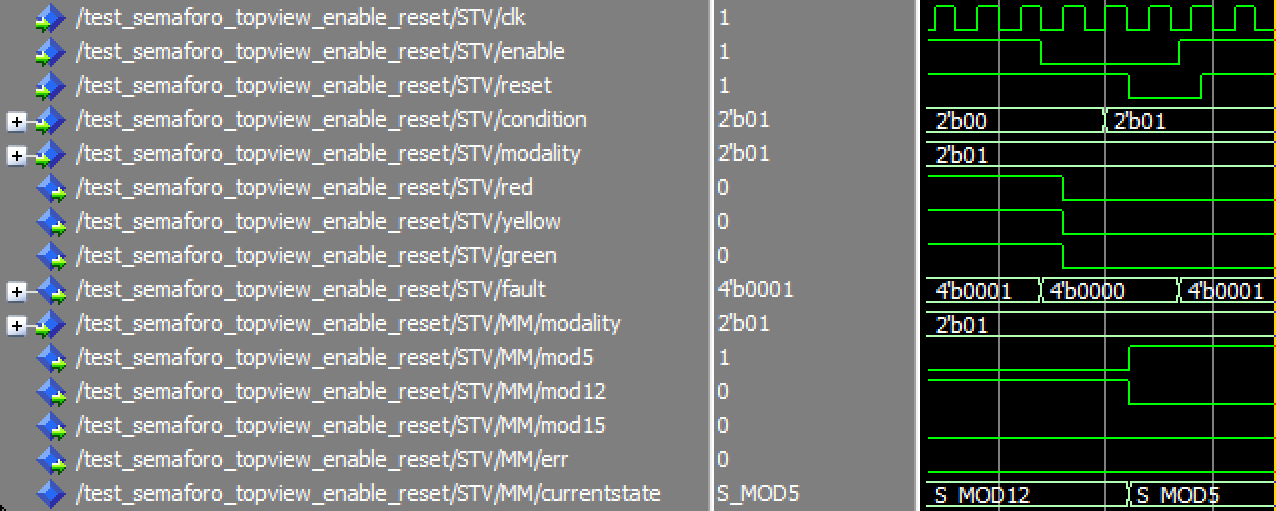 /test_semaforo_topview_enable_reset/STV/clk 1
/test_semaforo_topview_enable_reset/STV/enable 1
/test_semaforo_topview_enable_reset/STV/reset 1
/test_semaforo_topview_enable_reset/STV/condition 2'b01 2'b00 2'b01
/test_semaforo_topview_enable_reset/STV/modality 2'b01 2'b01
/test_semaforo_topview_enable_reset/STV/red 0
/test_semaforo_topview_enable_reset/STV/yellow 0
/test_semaforo_topview_enable_reset/STV/green 0
/test_semaforo_topview_enable_reset/STV/fault 4'b0001 4'b0001 4'b0000 4'b0001
/test_semaforo_topview_enable_reset/STV/MM/modality 2'b01 2'b01
/test_semaforo_topview_enable_reset/STV/MM/mod5 1
/test_semaforo_topview_enable_reset/STV/MM/mod12 0
/test_semaforo_topview_enable_reset/STV/MM/mod15 0
/test_semaforo_topview_enable_reset/STV/MM/err 0
/test_semaforo_topview_enable_reset/STV/MM/currentstate S_MOD5 S_MOD12 S_MOD5